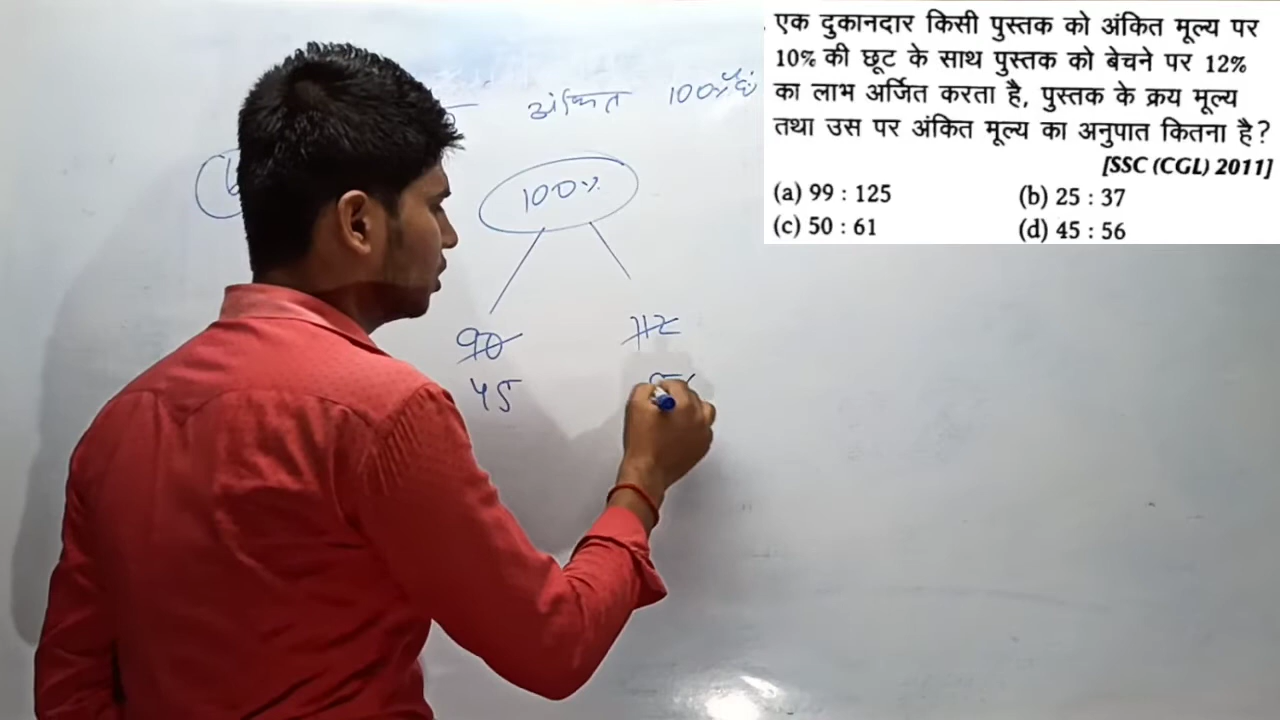 एक दुकानदार किसी पुस्तक को अंकित मूल्य पर
10% की छूट के साथ पुस्तक को बेचने पर 12%
का लाभ अर्जित करता है, पुस्तक के क्रय मूल्य
तथा उस पर अंकित मूल्य का अनुपात कितना है?
[SSC (CGL) 2011]
(a) 99 : 125 (b) 25 : 37
(c) 50 : 61 (d) 45 : 56
अंकित 100%
100%
90 112
45